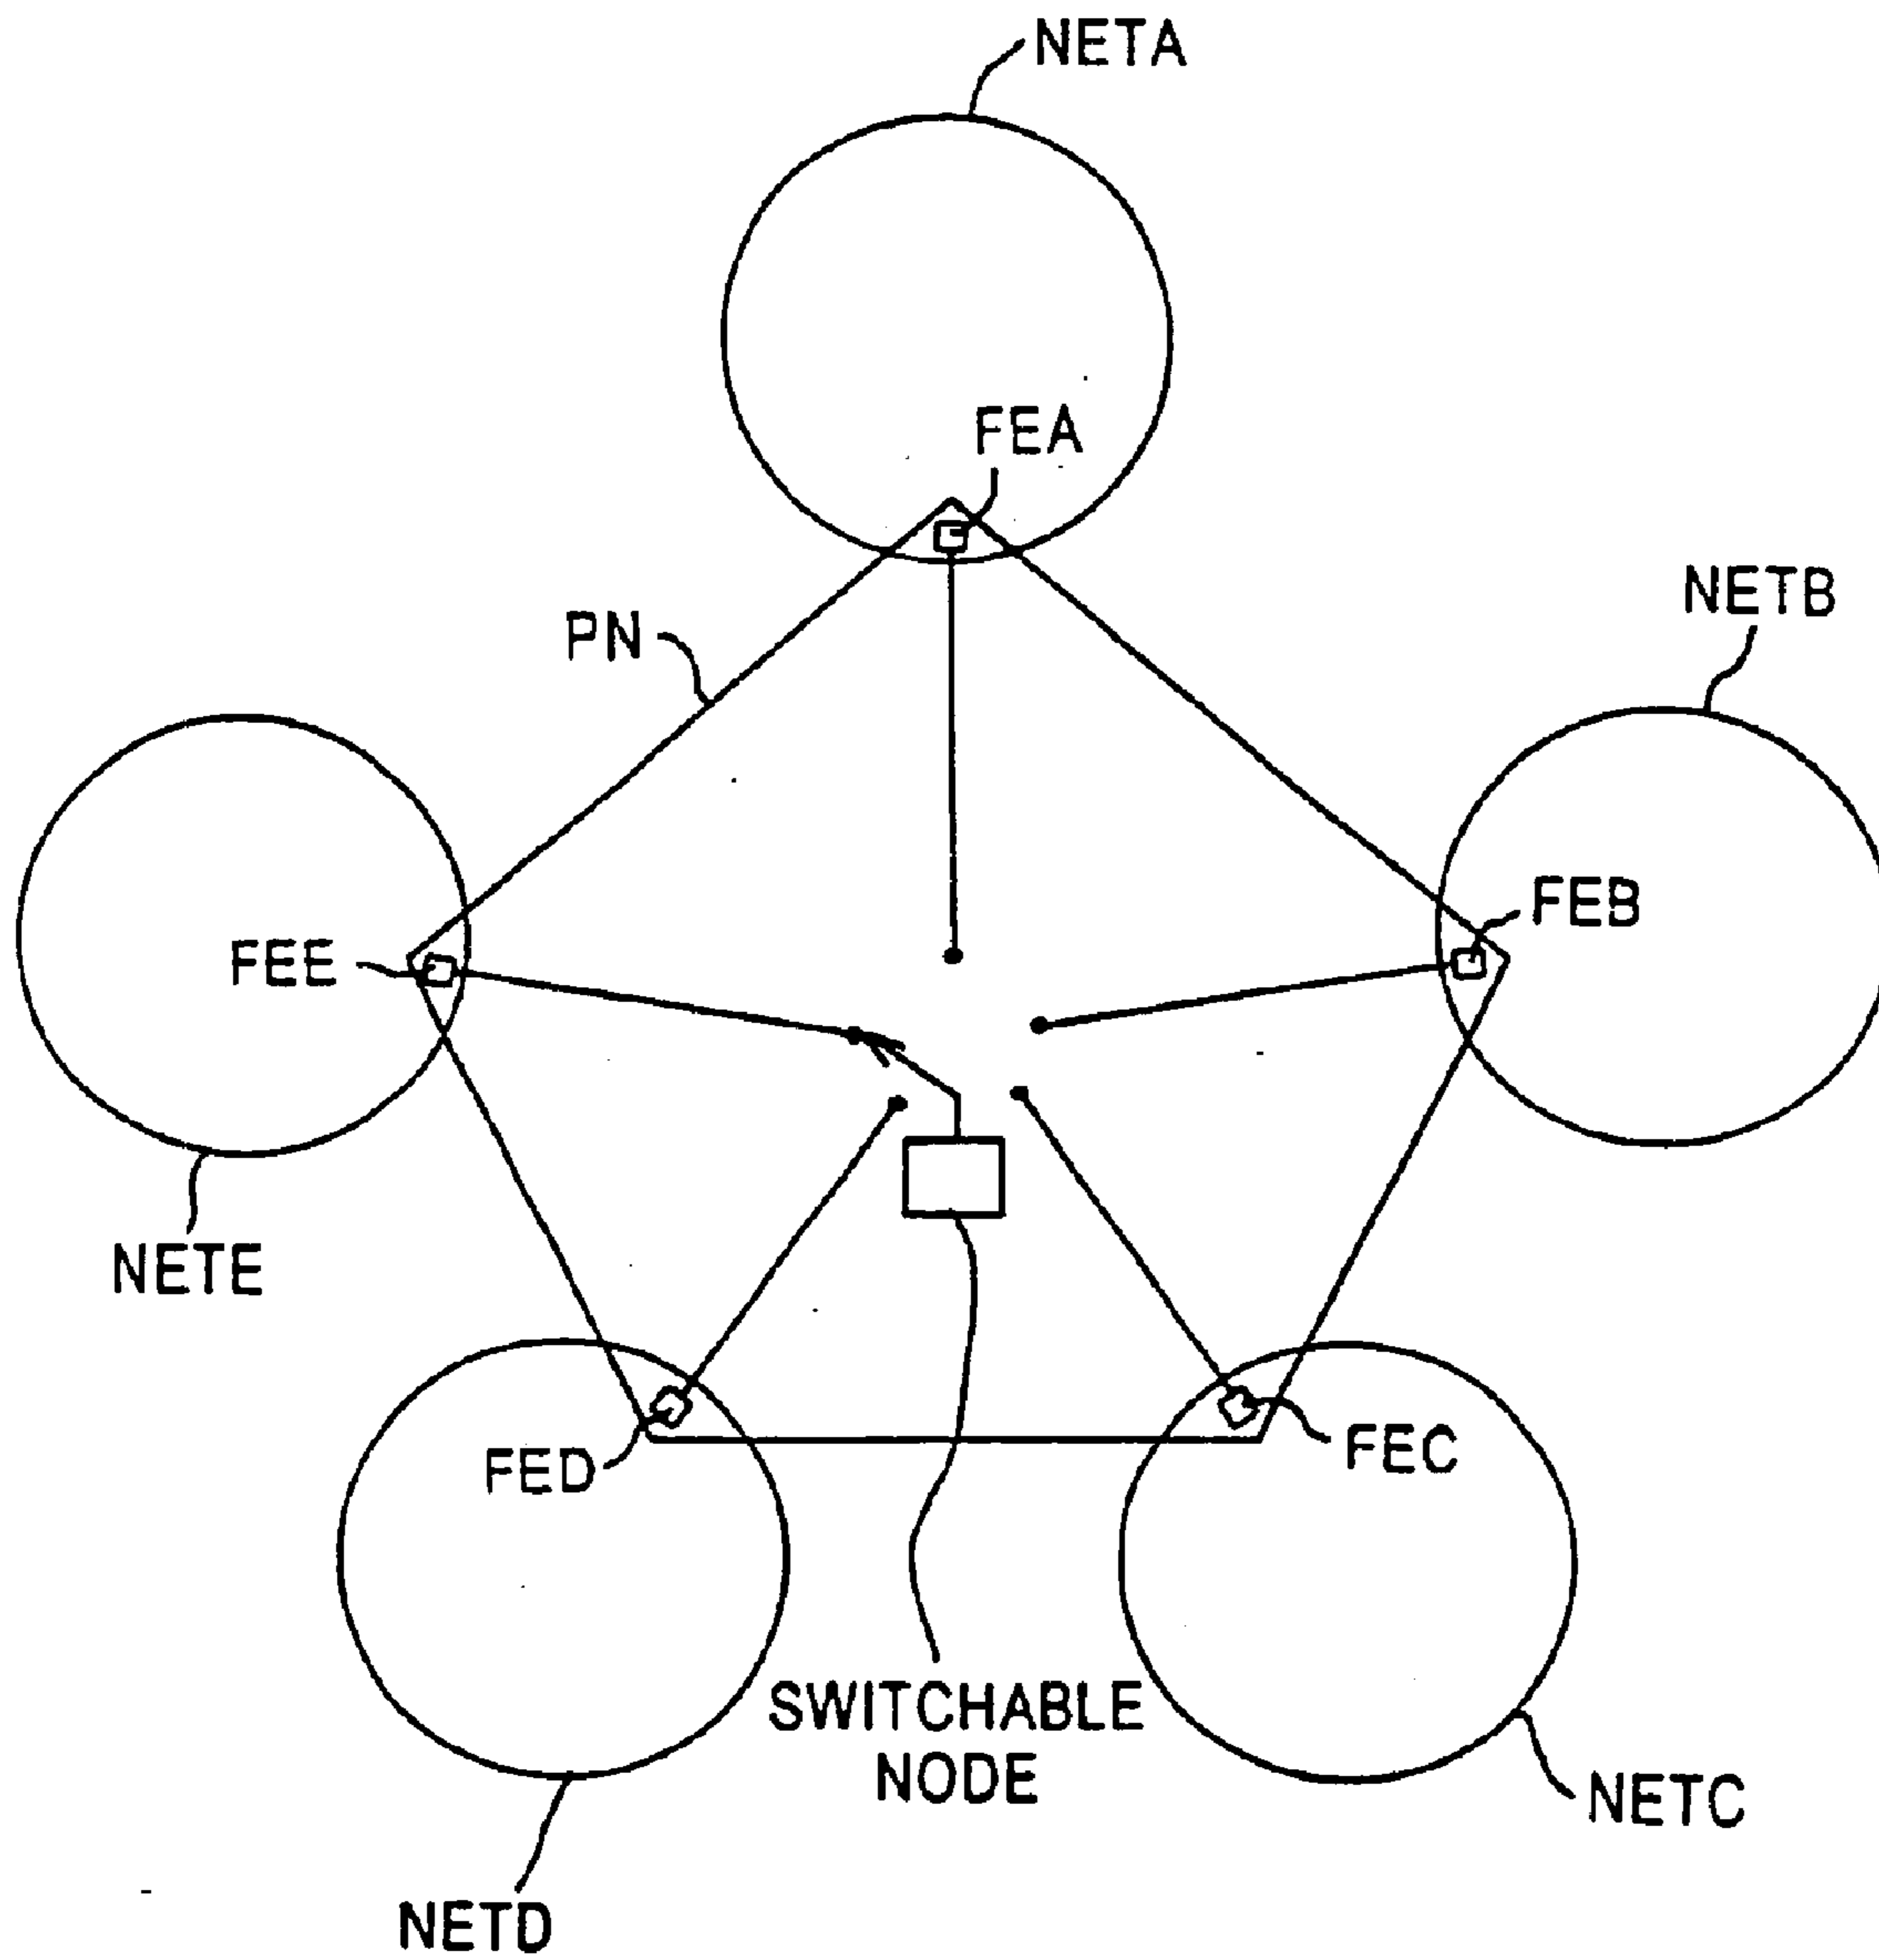 NETA
FEA
NETB
PN
FEB
FEE
NETE
FEC
FED
SWITCHABLE
NODE
NETC
NETD